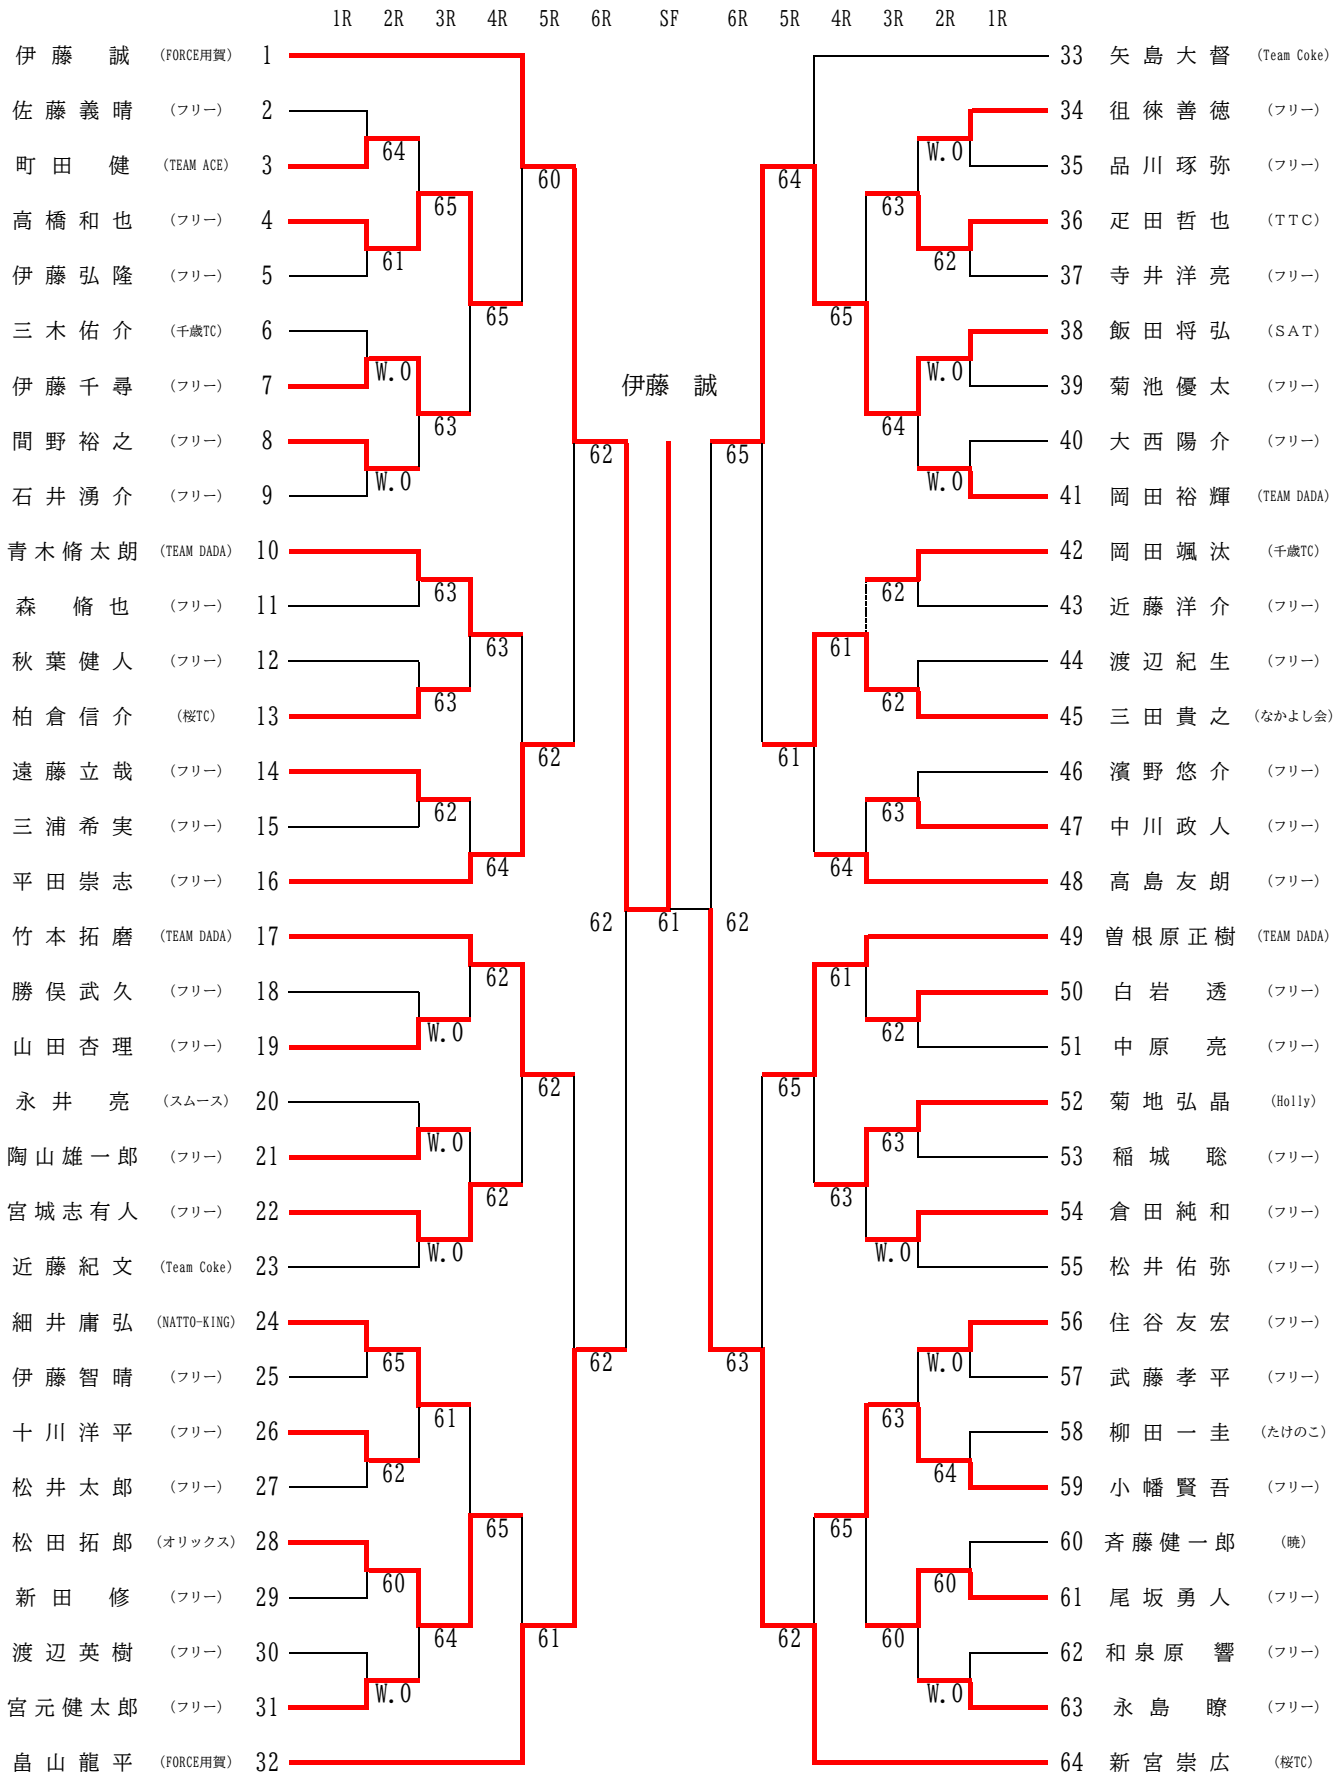 1R 2R 3R 4R 5R 6R SF 6R 5R 4R 3R 2R 1R
伊藤 誠 (FORCE用賀) 1
33 矢島大督 (Team Coke)
佐藤義晴 (フリー) 2
34 徂徠善徳 (フリー)
64
W.0
町田 健 (TEAM ACE) 3
35 品川琢弥 (フリー)
60
64
65
63
高橋和也 (フリー) 4
36 疋田哲也 (TTC)
61
62
伊藤弘隆 (フリー) 5
37 寺井洋亮 (フリー)
65
65
三木佑介 (千歳TC) 6
38 飯田将弘 (SAT)
W.0
W.0
伊藤千尋 (フリー) 7
伊藤 誠
39 菊池優太 (フリー)
63
64
間野裕之 (フリー) 8
40 大西陽介 (フリー)
62
65
W.0
W.0
石井湧介 (フリー) 9
41 岡田裕輝 (TEAM DADA)
青木脩太朗 (TEAM DADA) 10
42 岡田颯汰 (千歳TC)
63
62
森 脩也 (フリー) 11
43 近藤洋介 (フリー)
63
61
秋葉健人 (フリー) 12
44 渡辺紀生 (フリー)
63
62
柏倉信介 (桜TC) 13
45 三田貴之 (なかよし会)
62
61
遠藤立哉 (フリー) 14
46 濱野悠介 (フリー)
62
63
三浦希実 (フリー) 15
47 中川政人 (フリー)
64
64
平田崇志 (フリー) 16
48 高島友朗 (フリー)
62 61 62
竹本拓磨 (TEAM DADA) 17
49 曽根原正樹 (TEAM DADA)
62
61
勝俣武久 (フリー) 18
50 白岩 透 (フリー)
W.0
62
山田杏理 (フリー) 19
51 中原 亮 (フリー)
62
65
永井 亮 (スムース) 20
52 菊地弘晶 (Holly)
W.0
63
陶山雄一郎 (フリー) 21
53 稲城 聡 (フリー)
62
63
宮城志有人 (フリー) 22
54 倉田純和 (フリー)
W.0
W.0
近藤紀文 (Team Coke) 23
55 松井佑弥 (フリー)
細井庸弘 (NATTO-KING) 24
56 住谷友宏 (フリー)
65
62
63
W.0
伊藤智晴 (フリー) 25
57 武藤孝平 (フリー)
61
63
十川洋平 (フリー) 26
58 柳田一圭 (たけのこ)
62
64
松井太郎 (フリー) 27
59 小幡賢吾 (フリー)
65
65
松田拓郎 (オリックス) 28
60 斉藤健一郎 (暁)
60
60
新田 修 (フリー) 29
61 尾坂勇人 (フリー)
64
61
62
60
渡辺英樹 (フリー) 30
62 和泉原 響 (フリー)
W.0
W.0
宮元健太郎 (フリー) 31
63 永島 瞭 (フリー)
畠山龍平 (FORCE用賀) 32
64 新宮崇広 (桜TC)